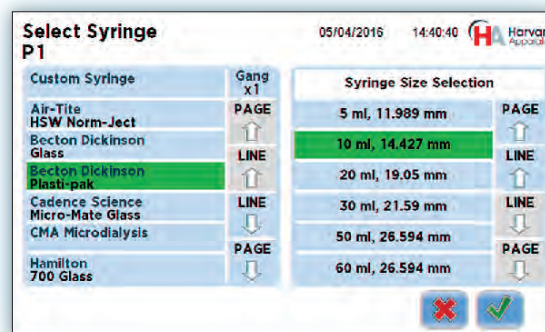 Select Syringe
P1
05/04/2016 14:40:40 HA Harvar
Apparat
Custom Syringe
Gang
x1
Air-Tite
HSW Norm-Ject
Becton Dickinson
Glass
Becton Dickinson
Plasti-pak
Cadence Science
Micro-Mate Glass
CMA Microdialysis
Hamilton
700 Glass
PAGE
LINE
LINE
PAGE
Syringe Size Selection
5 ml, 11.989 mm
10 ml, 14.427 mm
20 ml, 19.05 mm
30 ml, 21.59 mm
50 ml, 26.594 mm
60 ml, 26.594 mm
PAGE
LINE
LINE
PAGE